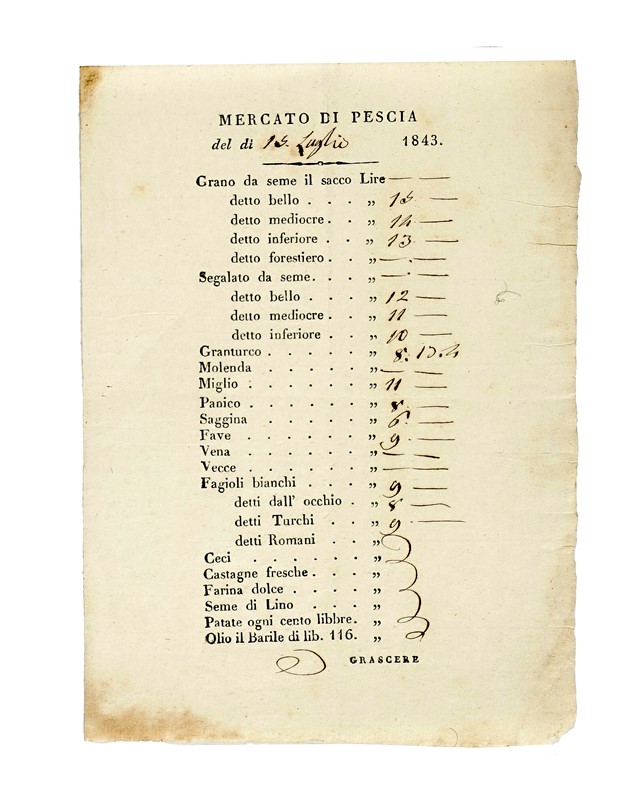 MERCATO DI PESCIA
del dì 15. Luglio 1843.
Grano da seme il sacco Lire — —
detto bello . . . „ 15 —
detto mediocre . . „ 14 —
detto inferiore . . „ 13 —
detto forestiero . . „ — . —
Segalato da seme . . . „ — . —
detto bello . . . „ 12 —
detto mediocre . . „ 11 —
detto inferiore . . „ 10 —
Granturco . . . . . „ 8. 13. 4
Molenda . . . . . „ — —
Miglio . . . . . . „ 11 —
Panico . . . . . . „ 8. —
Saggina . . . . . „ 6. —
Fave . . . . . . „ 9. —
Vena . . . . . . „ — —
Vecce . . . . . . „ — —
Fagioli bianchi . . . „ 9 —
detti dall' occhio . „ 8 —
detti Turchi . . „ 9 —
detti Romani . . „
Ceci . . . . . . „
Castagne fresche . . . „
Farina dolce . . . . „
Seme di Lino . . . „
Patate ogni cento libbre. „
Olio il Barile di lib. 116. „
GRASCERE